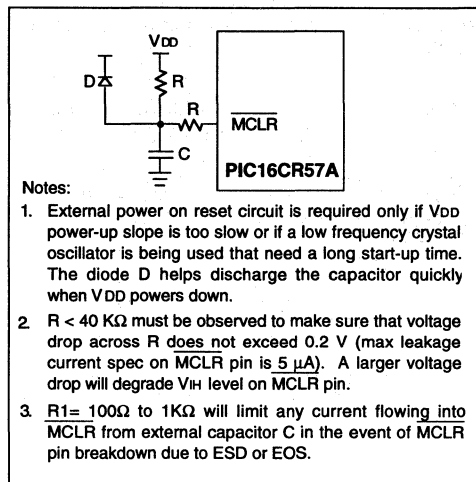 VDD
D
R
R
MCLR
C
PIC16CR57A
Notes:
1. External power on reset circuit is required only if VDD
power-up slope is too slow or if a low frequency crystal
oscillator is being used that need a long start-up time.
The diode D helps discharge the capacitor quickly
when VDD powers down.
2. R < 40 KΩ must be observed to make sure that voltage
drop across R does not exceed 0.2 V (max leakage
current spec on MCLR pin is 5 µA). A larger voltage
drop will degrade VIH level on MCLR pin.
3. R1= 100Ω to 1KΩ will limit any current flowing into
MCLR from external capacitor C in the event of MCLR
pin breakdown due to ESD or EOS.